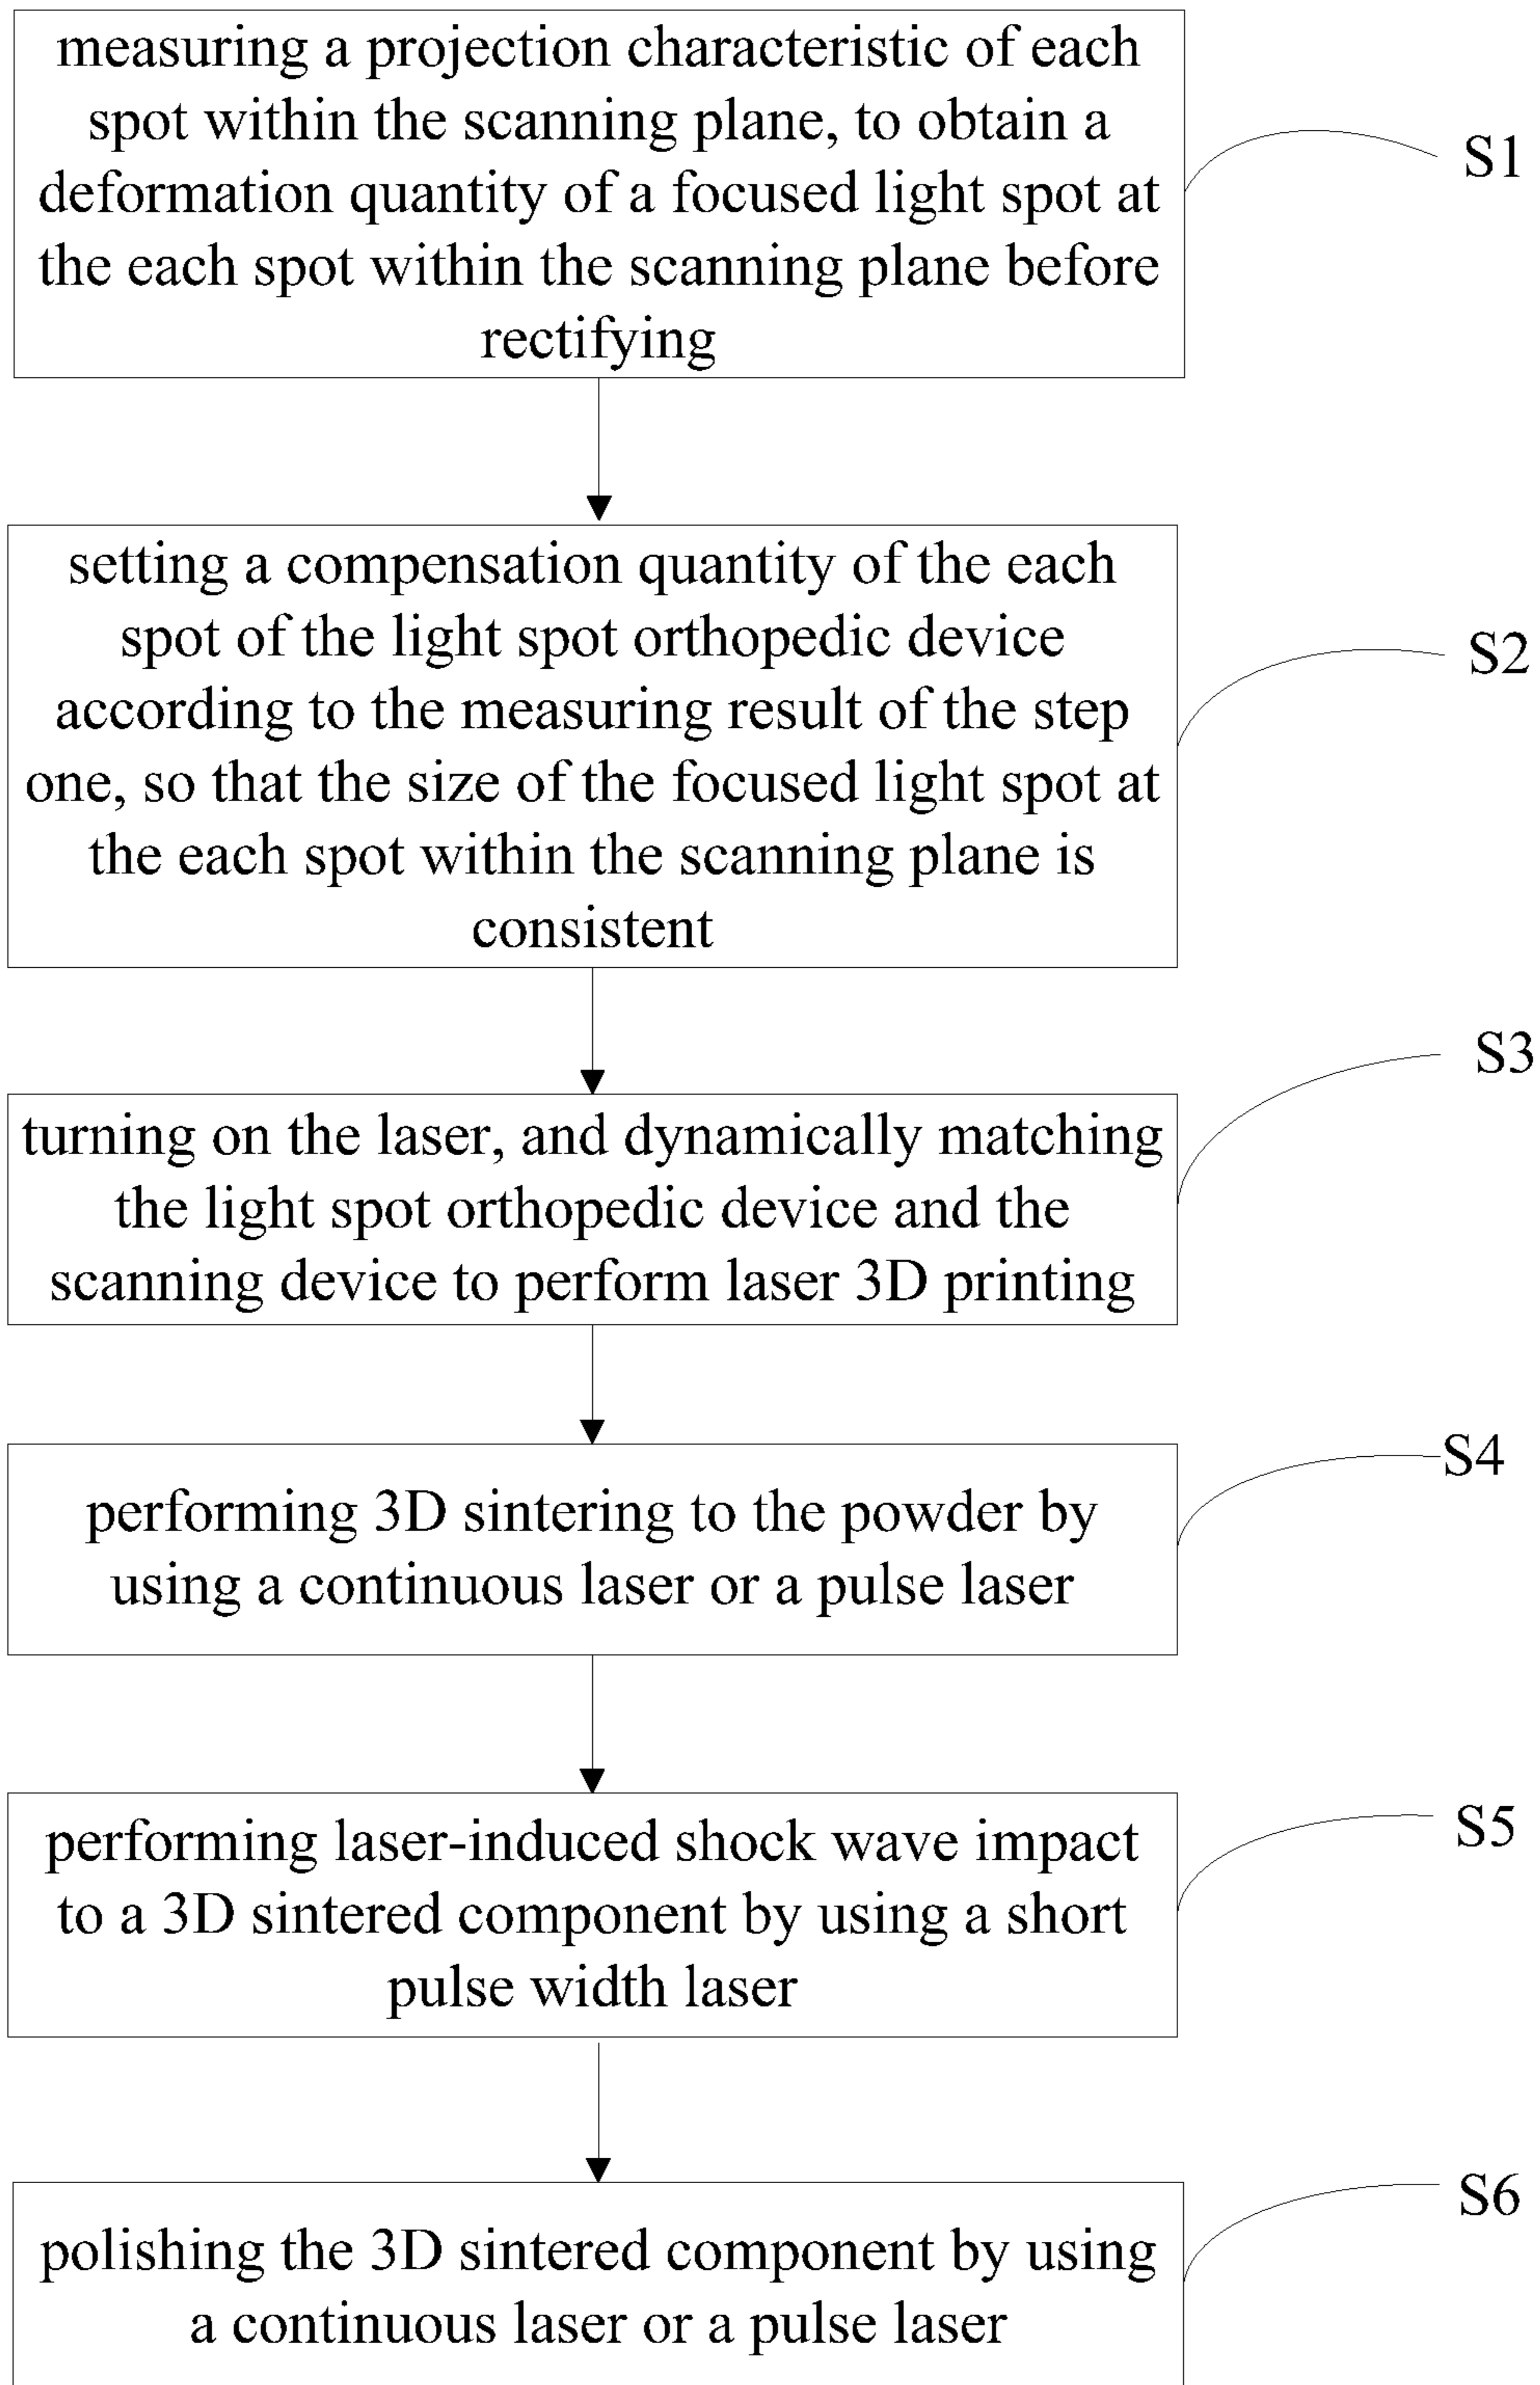 measuring a projection characteristic of each
spot within the scanning plane, to obtain a
deformation quantity of a focused light spot at
the each spot within the scanning plane before
rectifying
S1
setting a compensation quantity of the each
spot of the light spot orthopedic device
according to the measuring result of the step
one, so that the size of the focused light spot at
the each spot within the scanning plane is
consistent
S2
turning on the laser, and dynamically matching
the light spot orthopedic device and the
scanning device to perform laser 3D printing
S3
performing 3D sintering to the powder by
using a continuous laser or a pulse laser
S4
performing laser-induced shock wave impact
to a 3D sintered component by using a short
pulse width laser
S5
polishing the 3D sintered component by using
a continuous laser or a pulse laser
S6